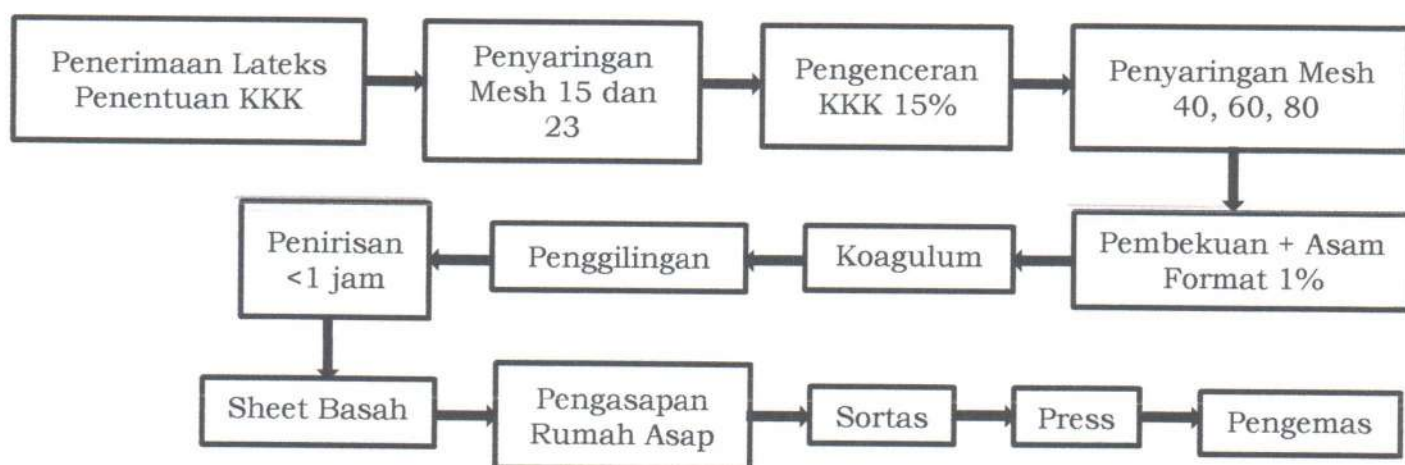 Penerimaan Lateks
Penentuan KKK
Penyaringan
Mesh 15 dan
23
Pengenceran
KKK 15%
Penyaringan Mesh
40, 60, 80
Pembekuan + Asam
Format 1%
Koagulum
Penggilingan
Penirisan
<1 jam
Sheet Basah
Pengasapan
Rumah Asap
Sortas
Press
Pengemas